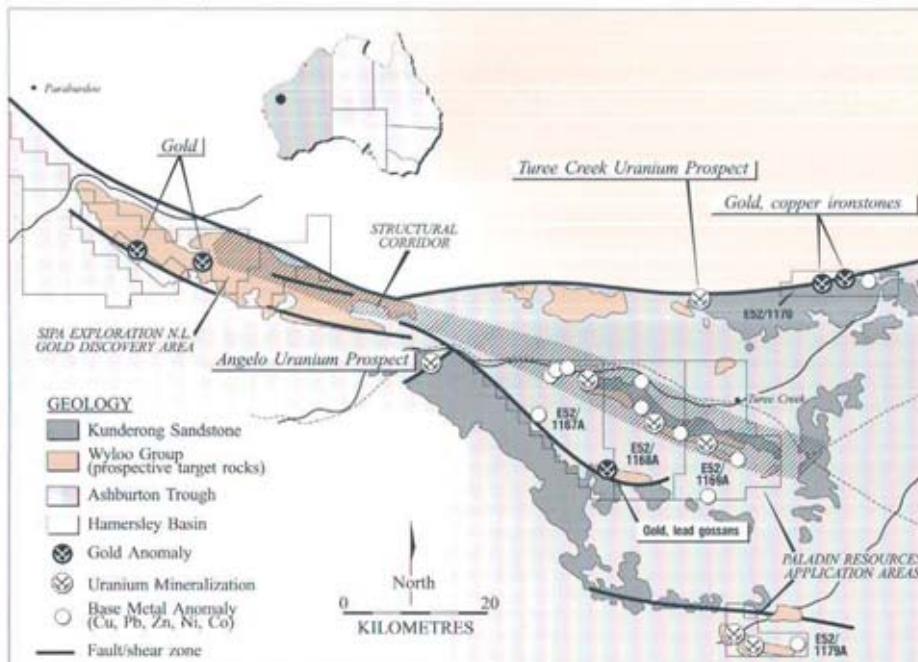 Paraburdoo
Gold
Turee Creek Uranium Prospect
Gold, copper ironstones
STRUCTURAL
CORRIDOR
E52/1170
SIPA EXPLORATION N.L.
GOLD DISCOVERY AREA
Angelo Uranium Prospect
Turee Creek
E52/
1167A
E52/
1168A
E52/
1169A
Gold, lead gossans
PALADIN RESOURCES
APPLICATION AREAS
E52/
1179A
GEOLOGY
Kunderong Sandstone
Wyloo Group
(prospective target rocks)
Ashburton Trough
Hamersley Basin
Gold Anomaly
Uranium Mineralization
Base Metal Anomaly
(Cu, Pb, Zn, Ni, Co)
Fault/shear zone
North
0 20
KILOMETRES